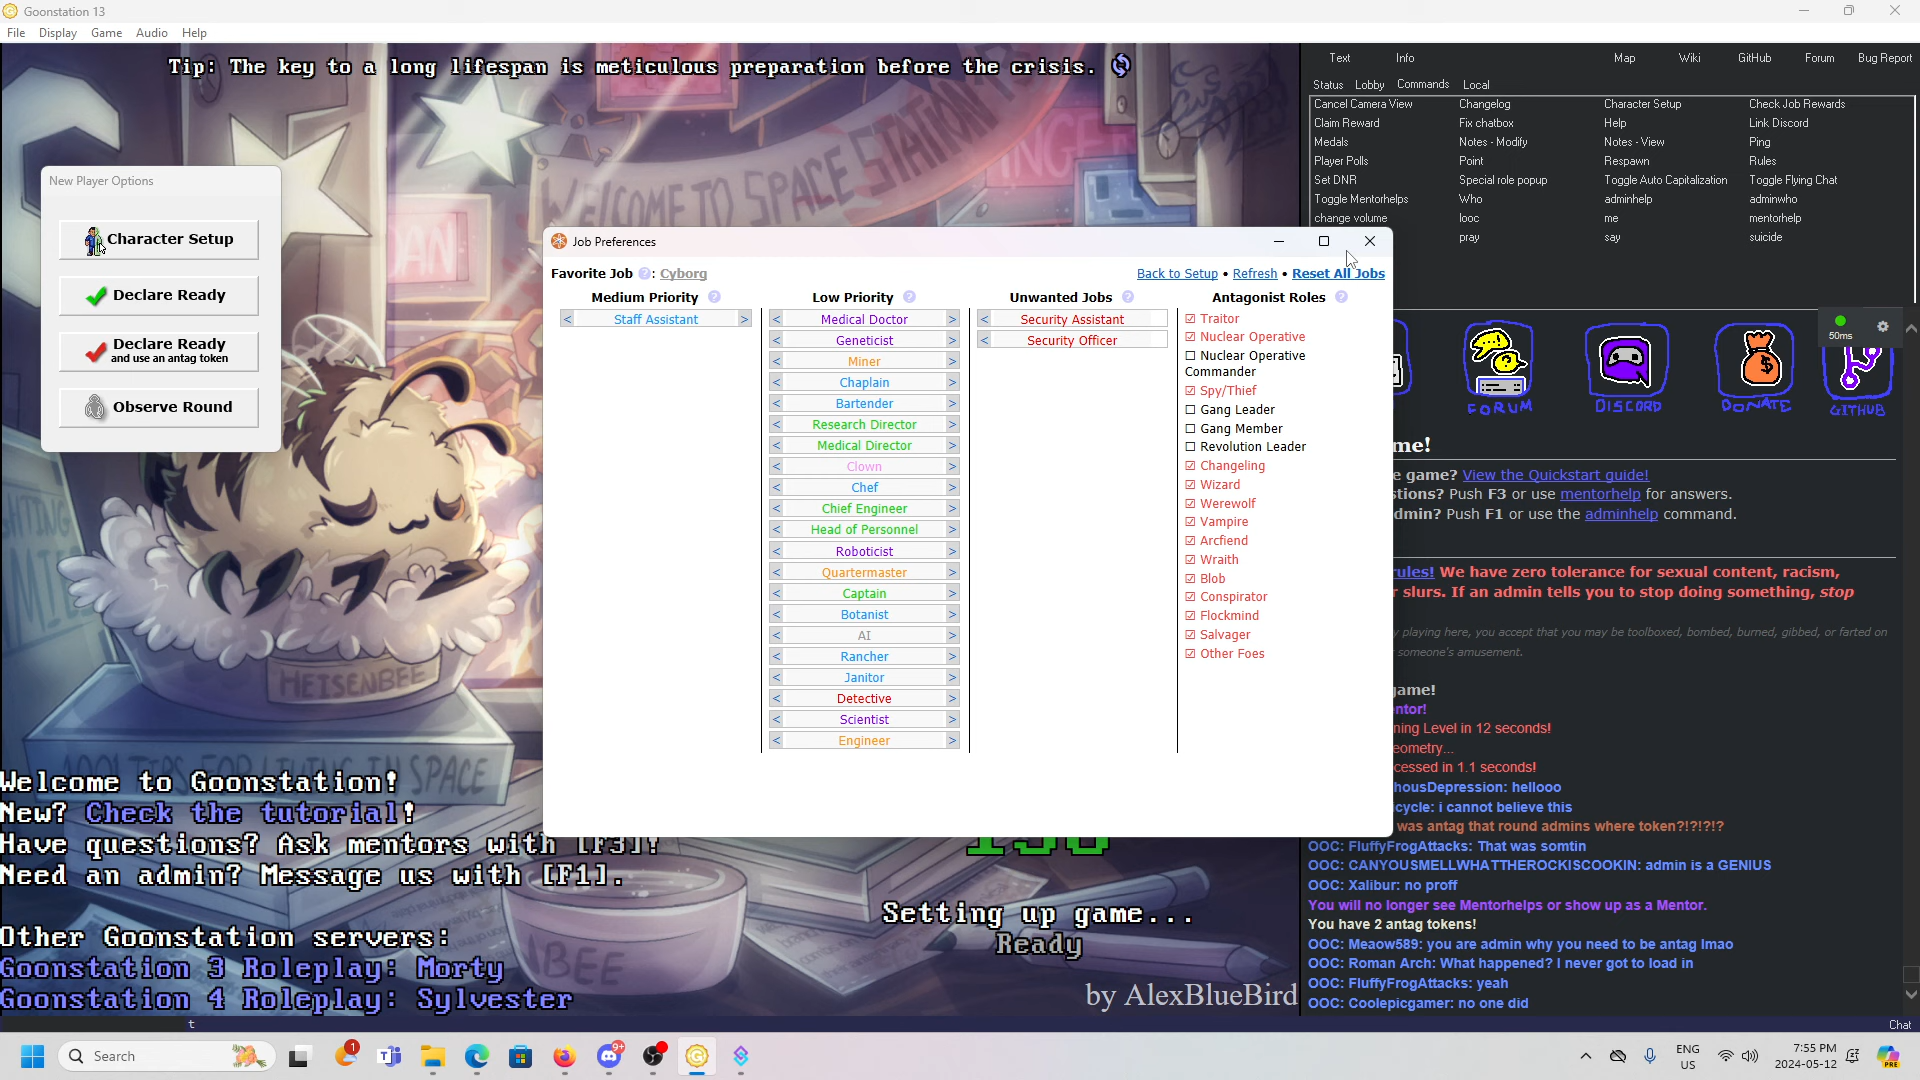 Goonstation 13
File Display Game Audio Help
Tip: The key to a long lifespan is meticulous preparation before the crisis.
WELCOME TO SPACE STATION
New Player Options
Character Setup
Declare Ready
Declare Ready
and use an antag token
Observe Round
HEISENBEE
Welcome to Goonstation!
New? Check the tutorial!
Have questions? Ask mentors with [F3]!
Need an admin? Message us with [F1].
Other Goonstation servers:
Goonstation 3 Roleplay: Morty
Goonstation 4 Roleplay: Sylvester
Setting up game...
Ready
by AlexBlueBird
t
Job Preferences
Favorite Job ? : Cyborg
Back to Setup • Refresh • Reset All Jobs
Medium Priority ?
< Staff Assistant >
Low Priority ?
< Medical Doctor >
< Geneticist >
< Miner >
< Chaplain >
< Bartender >
< Research Director >
< Medical Director >
< Clown >
< Chef >
< Chief Engineer >
< Head of Personnel >
< Roboticist >
< Quartermaster >
< Captain >
< Botanist >
< AI >
< Rancher >
< Janitor >
< Detective >
< Scientist >
< Engineer >
Unwanted Jobs ?
< Security Assistant
< Security Officer
Antagonist Roles ?
☑ Traitor
☑ Nuclear Operative
☐ Nuclear Operative
Commander
☑ Spy/Thief
☐ Gang Leader
☐ Gang Member
☐ Revolution Leader
☑ Changeling
☑ Wizard
☑ Werewolf
☑ Vampire
☑ Arcfiend
☑ Wraith
☑ Blob
☑ Conspirator
☑ Flockmind
☑ Salvager
☑ Other Foes
Text Info Map Wiki GitHub Forum Bug Report
Status Lobby Commands Local
Cancel Camera View Changelog Character Setup Check Job Rewards
Claim Reward Fix chatbox Help Link Discord
Medals Notes - Modify Notes - View Ping
Player Polls Point Respawn Rules
Set DNR Special role popup Toggle Auto Capitalization Toggle Flying Chat
Toggle Mentorhelps Who adminhelp adminwho
change volume looc me mentorhelp
pray say suicide
50ms
FORUM DISCORD DONATE GITHUB
me!
e game? View the Quickstart guide!
stions? Push F3 or use mentorhelp for answers.
dmin? Push F1 or use the adminhelp command.
rules! We have zero tolerance for sexual content, racism,
r slurs. If an admin tells you to stop doing something, stop
y playing here, you accept that you may be toolboxed, bombed, burned, gibbed, or farted on
someone's amusement.
game!
ntor!
ning Level in 12 seconds!
eometry...
cessed in 1.1 seconds!
housDepression: hellooo
cycle: i cannot believe this
was antag that round admins where token?!?!?!?
OOC: FluffyFrogAttacks: That was somtin
OOC: CANYOUSMELLWHATTHEROCKISCOOKIN: admin is a GENIUS
OOC: Xalibur: no proff
You will no longer see Mentorhelps or show up as a Mentor.
You have 2 antag tokens!
OOC: Meaow589: you are admin why you need to be antag lmao
OOC: Roman Arch: What happened? I never got to load in
OOC: FluffyFrogAttacks: yeah
OOC: Coolepicgamer: no one did
Chat
Search
1
9+
ENG
US
7:55 PM
2024-05-12
PRE